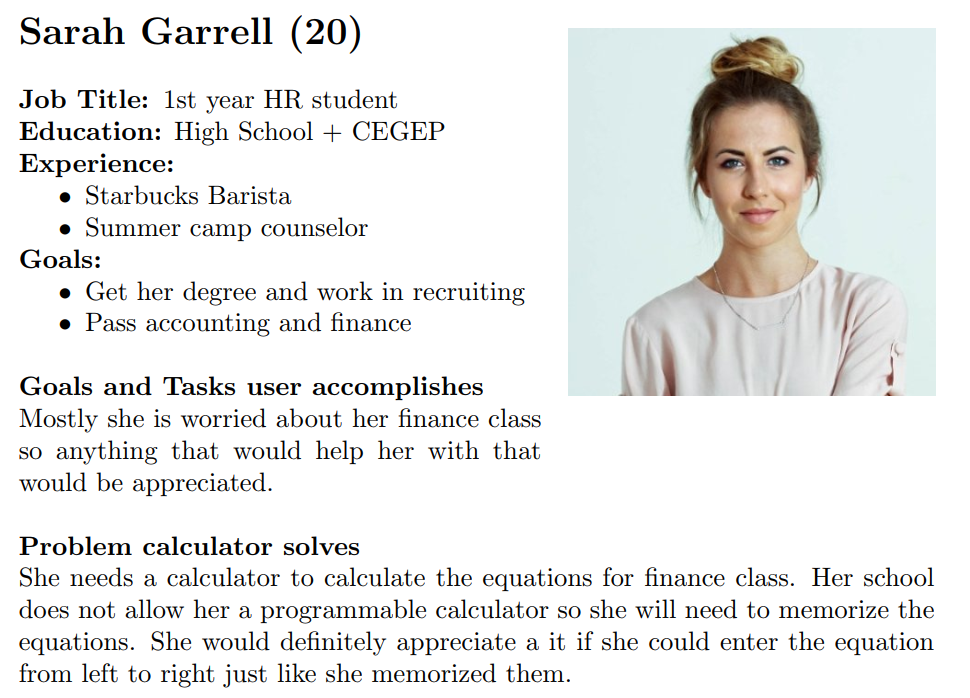 Sarah Garrell (20)
Job Title: 1st year HR student
Education: High School + CEGEP
Experience:
• Starbucks Barista
• Summer camp counselor
Goals:
• Get her degree and work in recruiting
• Pass accounting and finance
Goals and Tasks user accomplishes
Mostly she is worried about her finance class
so anything that would help her with that
would be appreciated.
Problem calculator solves
She needs a calculator to calculate the equations for finance class. Her school
does not allow her a programmable calculator so she will need to memorize the
equations. She would definitely appreciate a it if she could enter the equation
from left to right just like she memorized them.